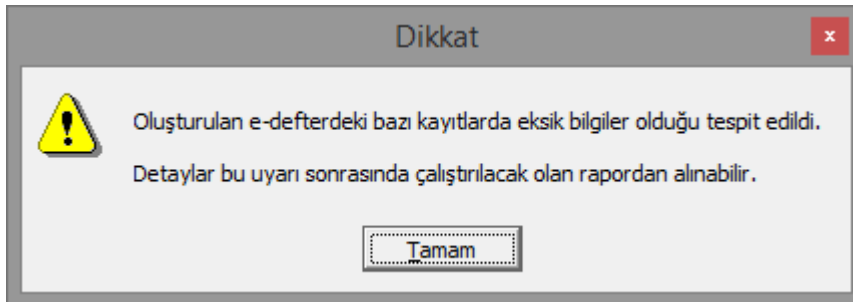 Dikkat
x
Oluşturulan e-defterdeki bazı kayıtlarda eksik bilgiler olduğu tespit edildi.
Detaylar bu uyarı sonrasında çalıştırılacak olan rapordan alınabilir.
Tamam